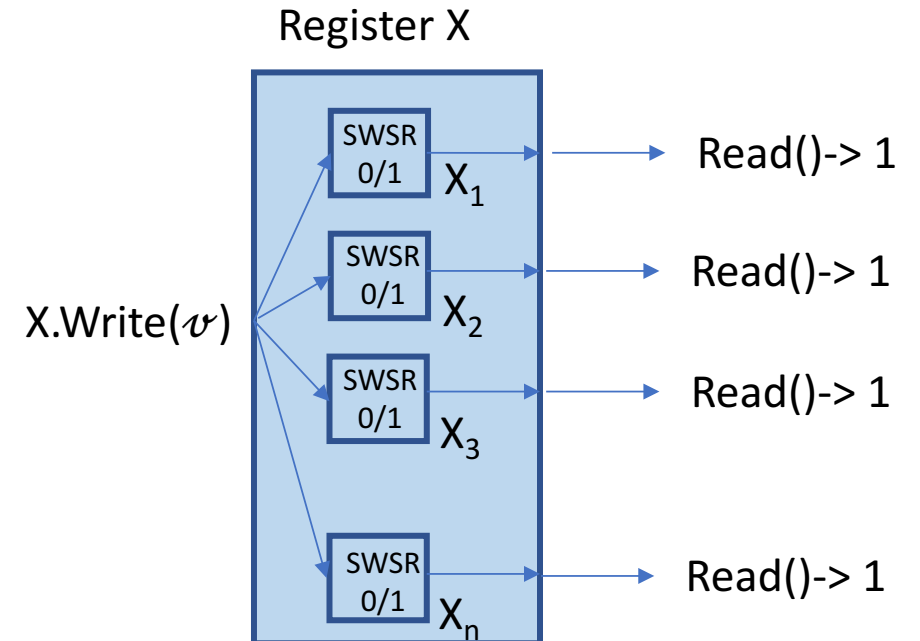 Register X
SWSR
0/1
X₁
Read()-> 1
SWSR
0/1
X₂
Read()-> 1
X.Write(𝓋)
SWSR
0/1
X₃
Read()-> 1
SWSR
0/1
Xₙ
Read()-> 1